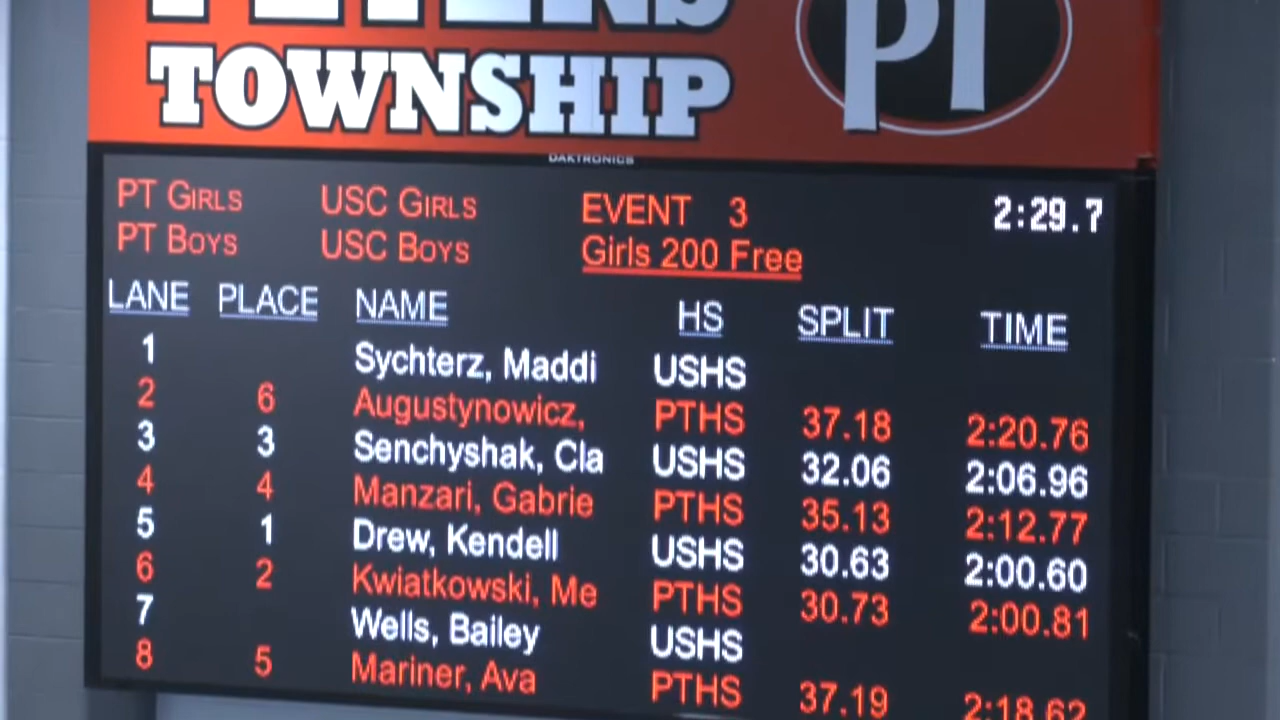 PETERS
TOWNSHIP
PT
DAKTRONICS
PT GIRLS USC GIRLS EVENT 3 2:29.7
PT BOYS USC BOYS Girls 200 Free
LANE PLACE NAME HS SPLIT TIME
1 Sychterz, Maddi USHS
2 6 Augustynowicz, PTHS 37.18 2:20.76
3 3 Senchyshak, Cla USHS 32.06 2:06.96
4 4 Manzari, Gabrie PTHS 35.13 2:12.77
5 1 Drew, Kendell USHS 30.63 2:00.60
6 2 Kwiatkowski, Me PTHS 30.73 2:00.81
7 Wells, Bailey USHS
8 5 Mariner, Ava PTHS 37.19 2:18.62